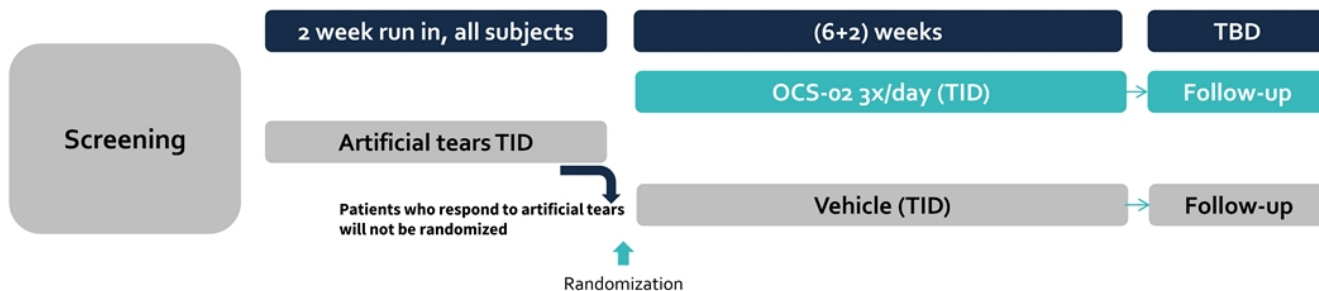 2 week run in, all subjects
(6+2) weeks
TBD
OCS-02 3x/day (TID)
Follow-up
Screening
Artificial tears TID
Patients who respond to artificial tears
will not be randomized
Vehicle (TID)
Follow-up
Randomization